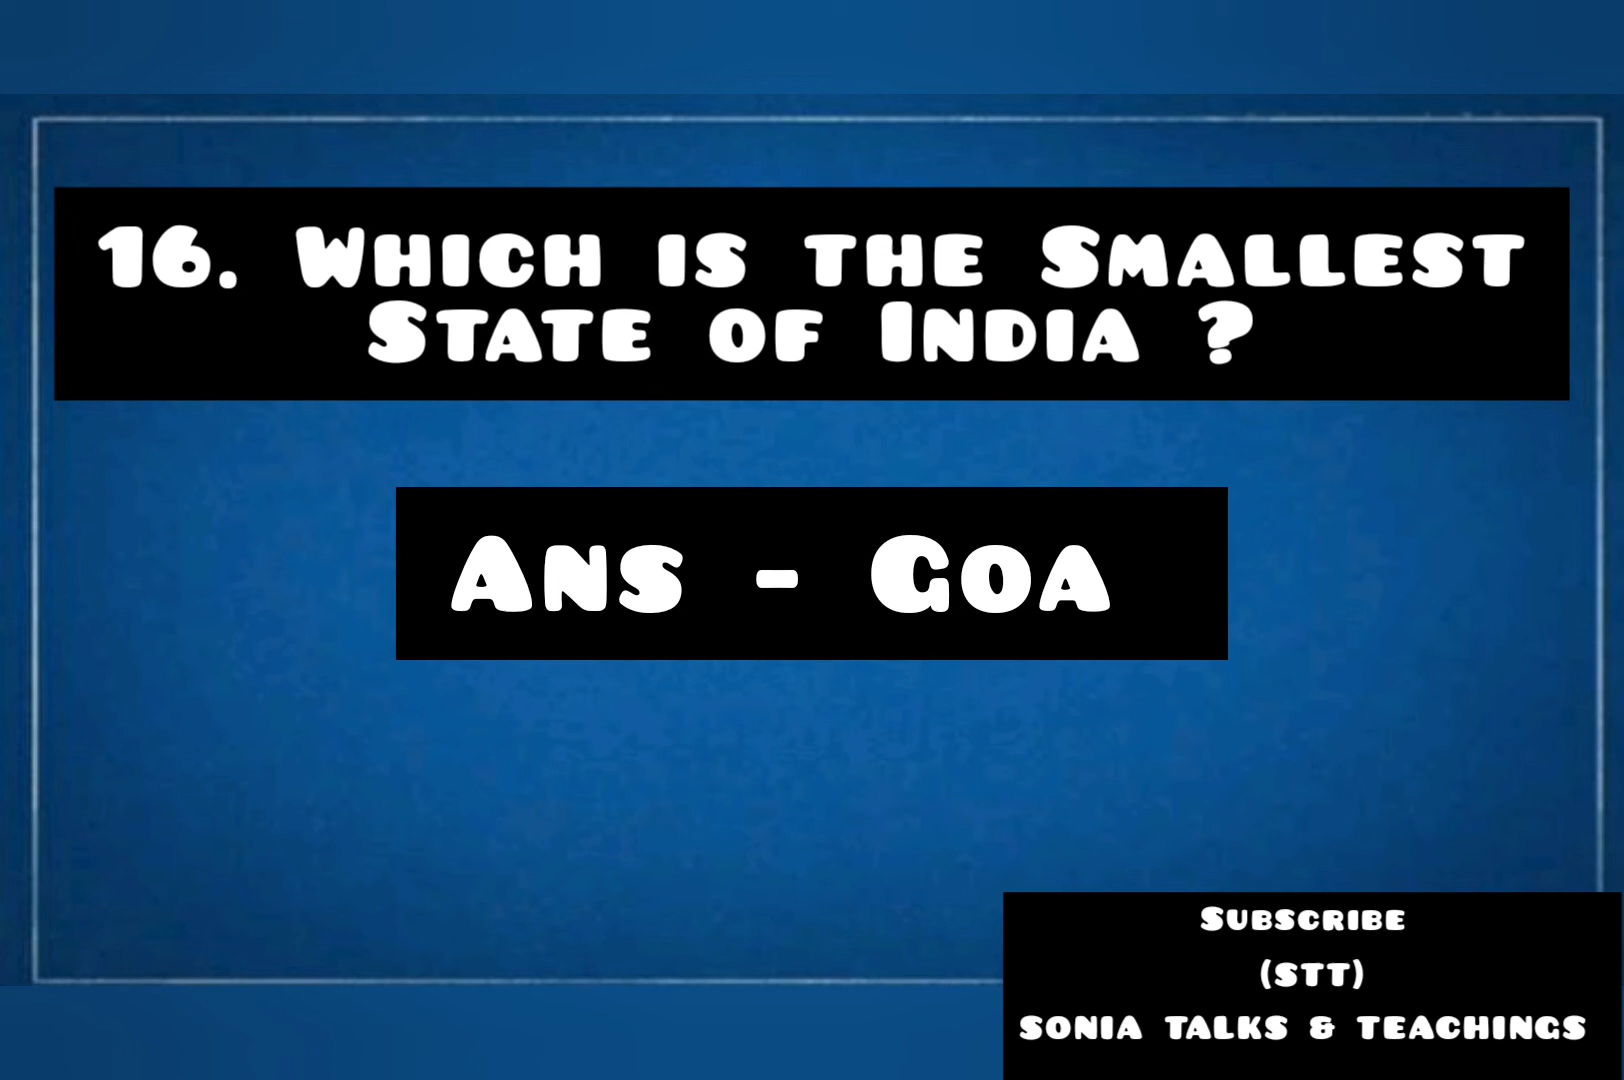 16. Which is the Smallest
State of India ?
Ans - Goa
Subscribe
(STT)
SONIA TALKS & TEACHINGS